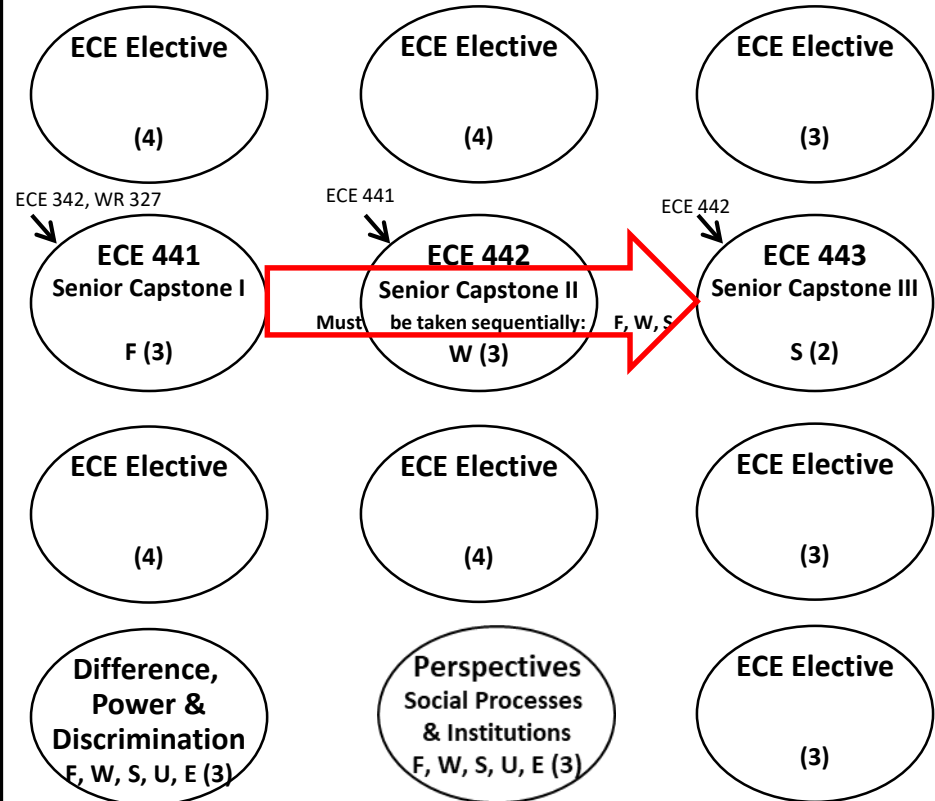 ECE Elective
(4)
ECE Elective
(4)
ECE Elective
(3)
ECE 342, WR 327
ECE 441
Senior Capstone I
F (3)
ECE 441
ECE 442
Senior Capstone II
Must be taken sequentially: F, W, S
W (3)
ECE 442
ECE 443
Senior Capstone III
S (2)
ECE Elective
(4)
ECE Elective
(4)
ECE Elective
(3)
Difference,
Power &
Discrimination
F, W, S, U, E (3)
Perspectives
Social Processes
& Institutions
F, W, S, U, E (3)
ECE Elective
(3)